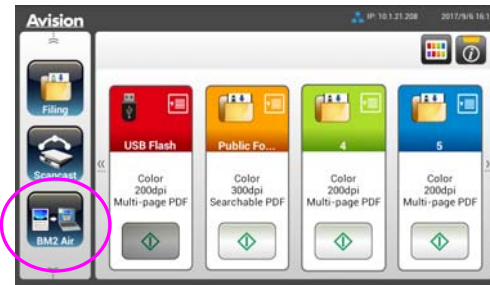 Avision
IP: 10.1.21.208 2017/9/6 16:1
Filing
Scancast
BM2 Air
USB Flash
Color
200dpi
Multi-page PDF
Public Fo...
Color
300dpi
Searchable PDF
4
Color
200dpi
Multi-page PDF
5
Color
200dpi
Multi-page PDF